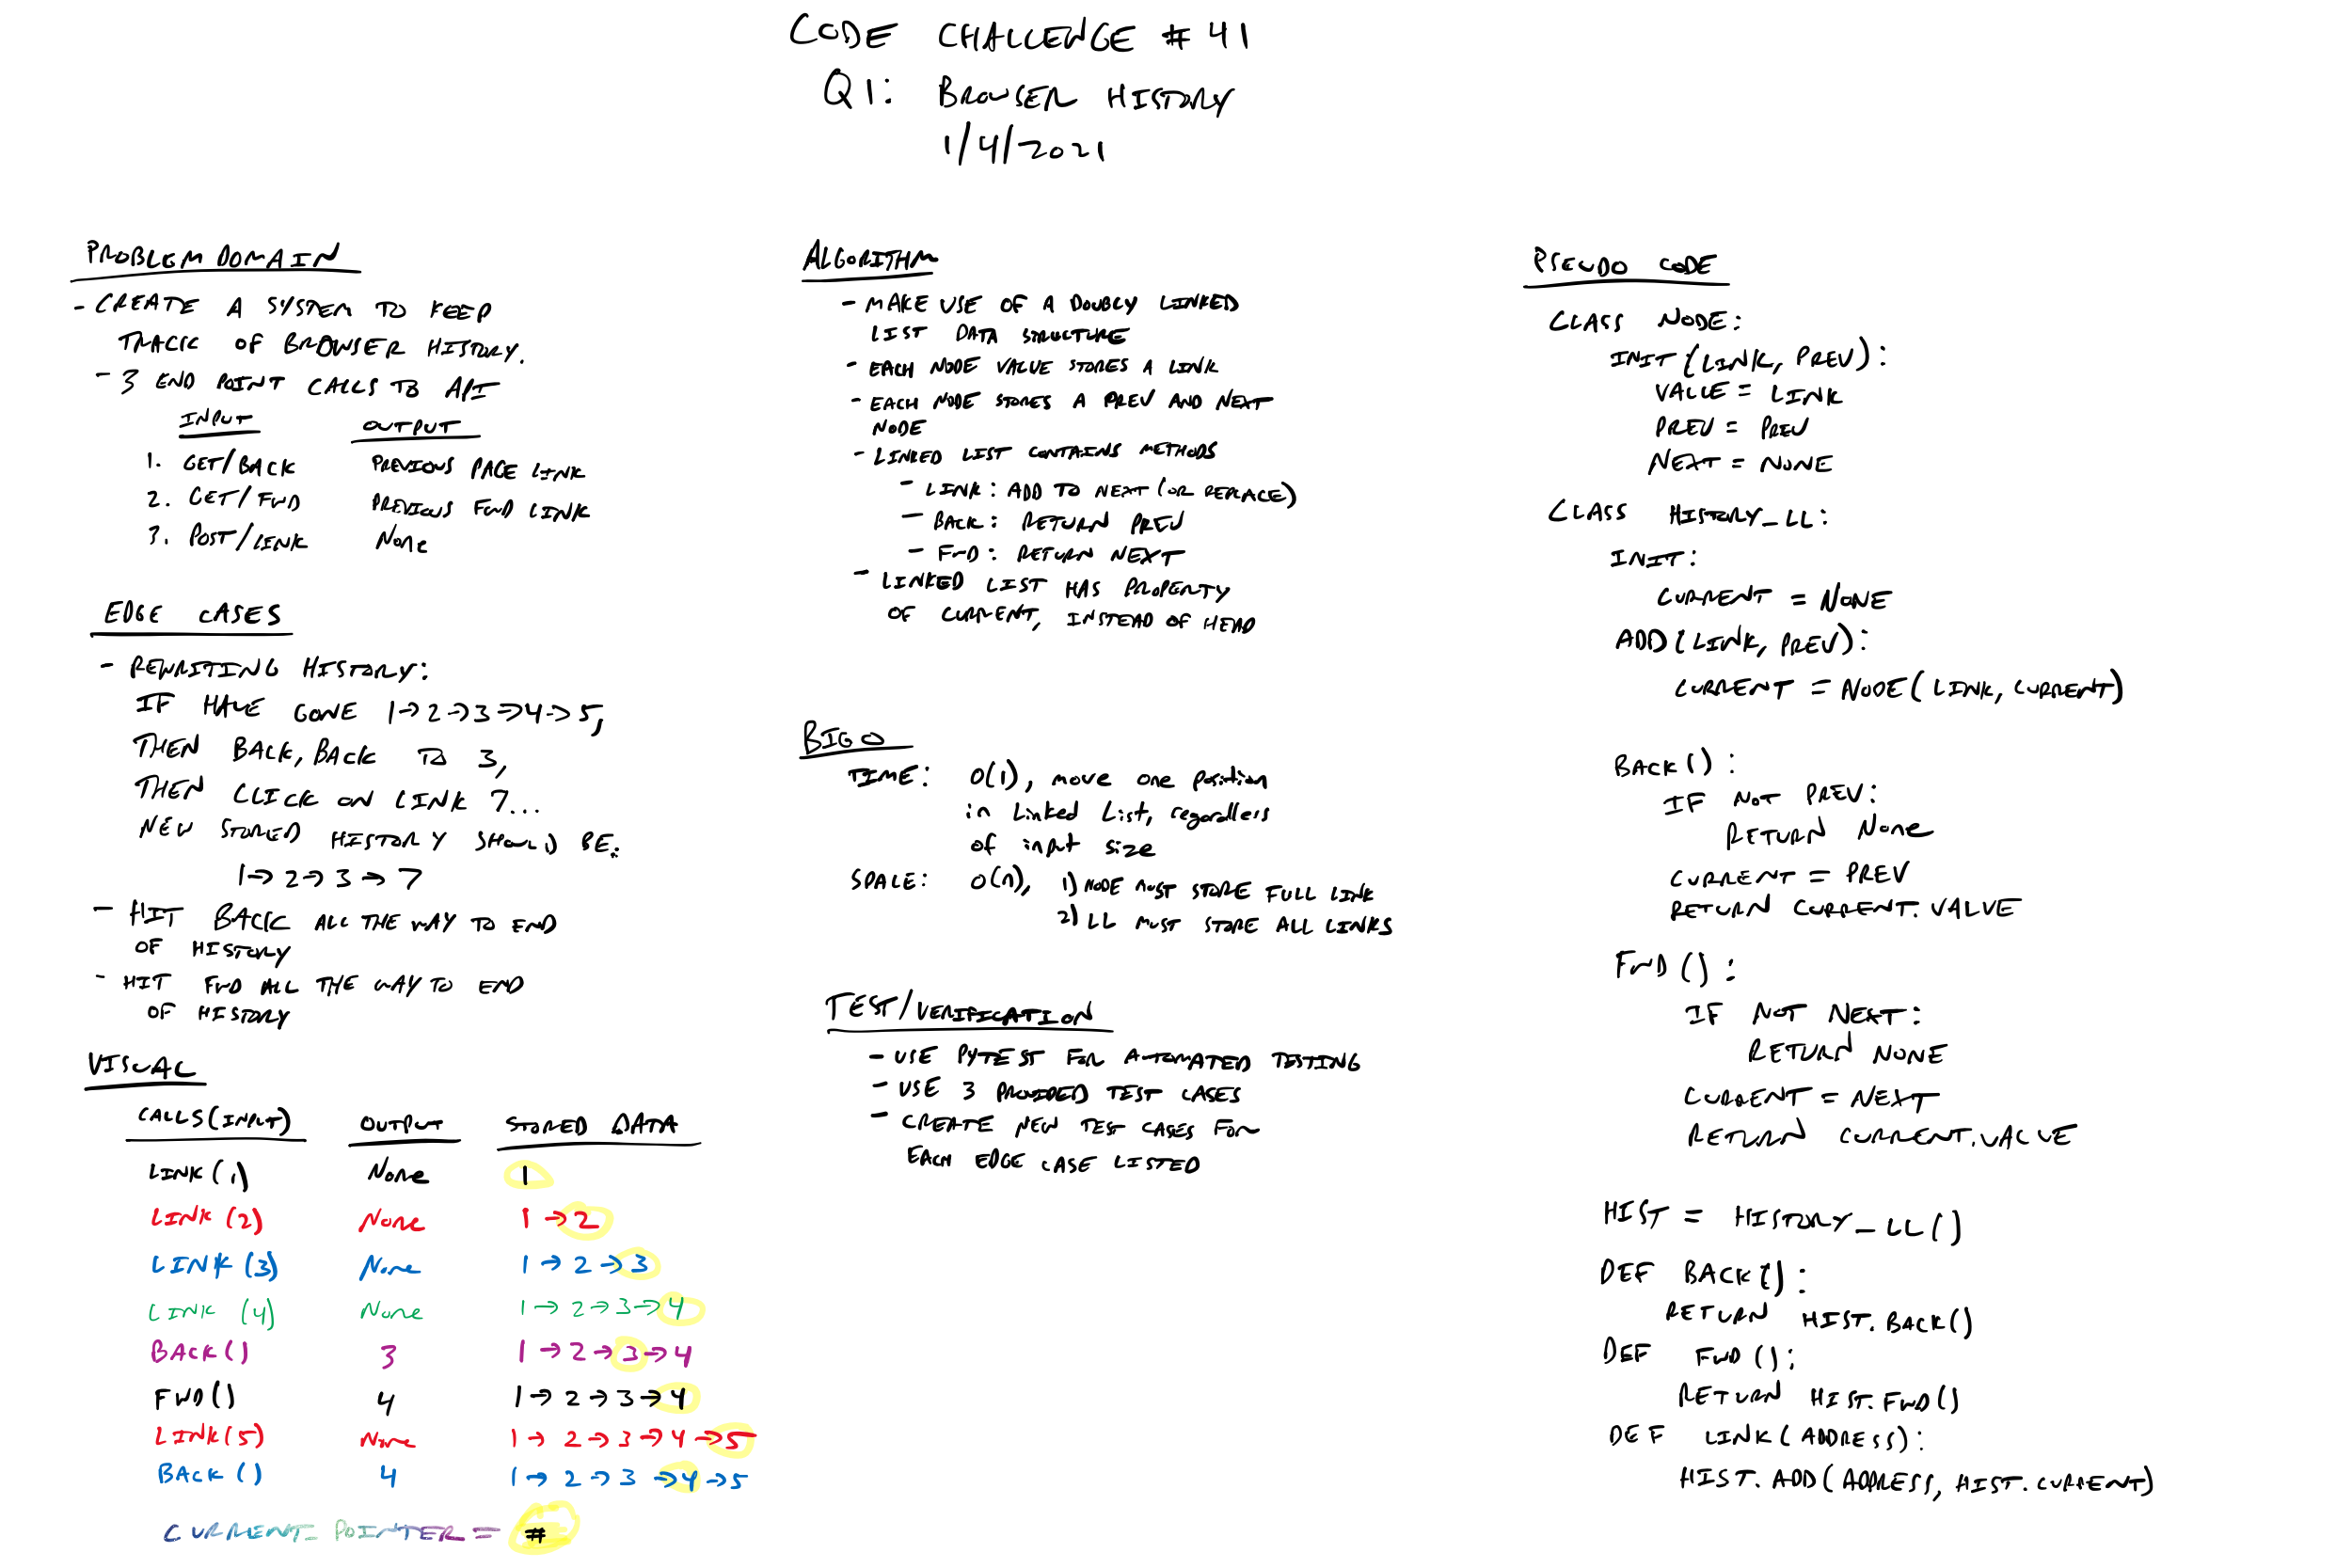 CODE CHALLENGE # 41
Q1: BROWSER HISTORY
1/4/2021
PROBLEM DOMAIN
- CREATE A SYSTEM TO KEEP
TRACK OF BROWSER HISTORY.
- 3 END POINT CALLS TO API
INPUT OUTPUT
1. GET/BACK PREVIOUS PAGE LINK
2. GET/FWD PREVIOUS FWD LINK
3. POST/LINK None
EDGE CASES
- REWRITING HISTORY:
IF HAVE GONE 1→2→3→4→5,
THEN BACK, BACK TO 3,
THEN CLICK ON LINK 7...
NEW STORED HISTORY SHOULD BE:
1→2→3→7
- HIT BACK ALL THE WAY TO END
OF HISTORY
- HIT FWD ALL THE WAY TO END
OF HISTORY
VISUAL
CALLS (INPUT) OUTPUT STORED DATA
LINK(1) None 1
LINK(2) None 1→2
LINK(3) None 1→2→3
LINK(4) None 1→2→3→4
BACK() 3 1→2→3→4
FWD() 4 1→2→3→4
LINK(5) None 1→2→3→4→5
BACK() 4 1→2→3→4→5
CURRENT POINTER = #
ALGORITHM
- MAKE USE OF A DOUBLY LINKED
LIST DATA STRUCTURE
- EACH NODE VALUE STORES A LINK
- EACH NODE STORES A PREV AND NEXT
NODE
- LINKED LIST CONTAINS METHODS
- LINK: ADD TO NEXT (OR REPLACE)
- BACK: RETURN PREV
- FWD: RETURN NEXT
- LINKED LIST HAS PROPERTY
OF CURRENT, INSTEAD OF HEAD
BIG O
TIME: O(1), move one position
in Linked List, regardless
of input size
SPACE: O(n), 1) NODE MUST STORE FULL LINK
2) LL MUST STORE ALL LINKS
TEST/VERIFICATION
- USE PYTEST FOR AUTOMATED TESTING
- USE 3 PROVIDED TEST CASES
- CREATE NEW TEST CASES FOR
EACH EDGE CASE LISTED
PSEUDO CODE
CLASS NODE:
INIT(LINK, PREV):
VALUE = LINK
PREV = PREV
NEXT = NONE
CLASS HISTORY_LL:
INIT:
CURRENT = NONE
ADD(LINK, PREV):
CURRENT = NODE(LINK, CURRENT)
BACK():
IF NOT PREV:
RETURN None
CURRENT = PREV
RETURN CURRENT.VALUE
FWD():
IF NOT NEXT:
RETURN NONE
CURRENT = NEXT
RETURN CURRENT.VALUE
HIST = HISTORY_LL()
DEF BACK():
RETURN HIST.BACK()
DEF FWD():
RETURN HIST.FWD()
DEF LINK(ADDRESS):
HIST.ADD(ADDRESS, HIST.CURRENT)